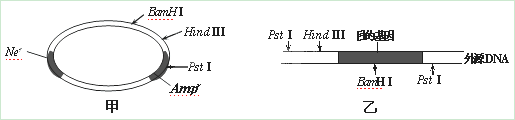 BamH I
Hind III
Neʳ
Pst I
Ampʳ
甲
目的基因
Pst I Hind III
外源DNA
BamH I Pst I
乙